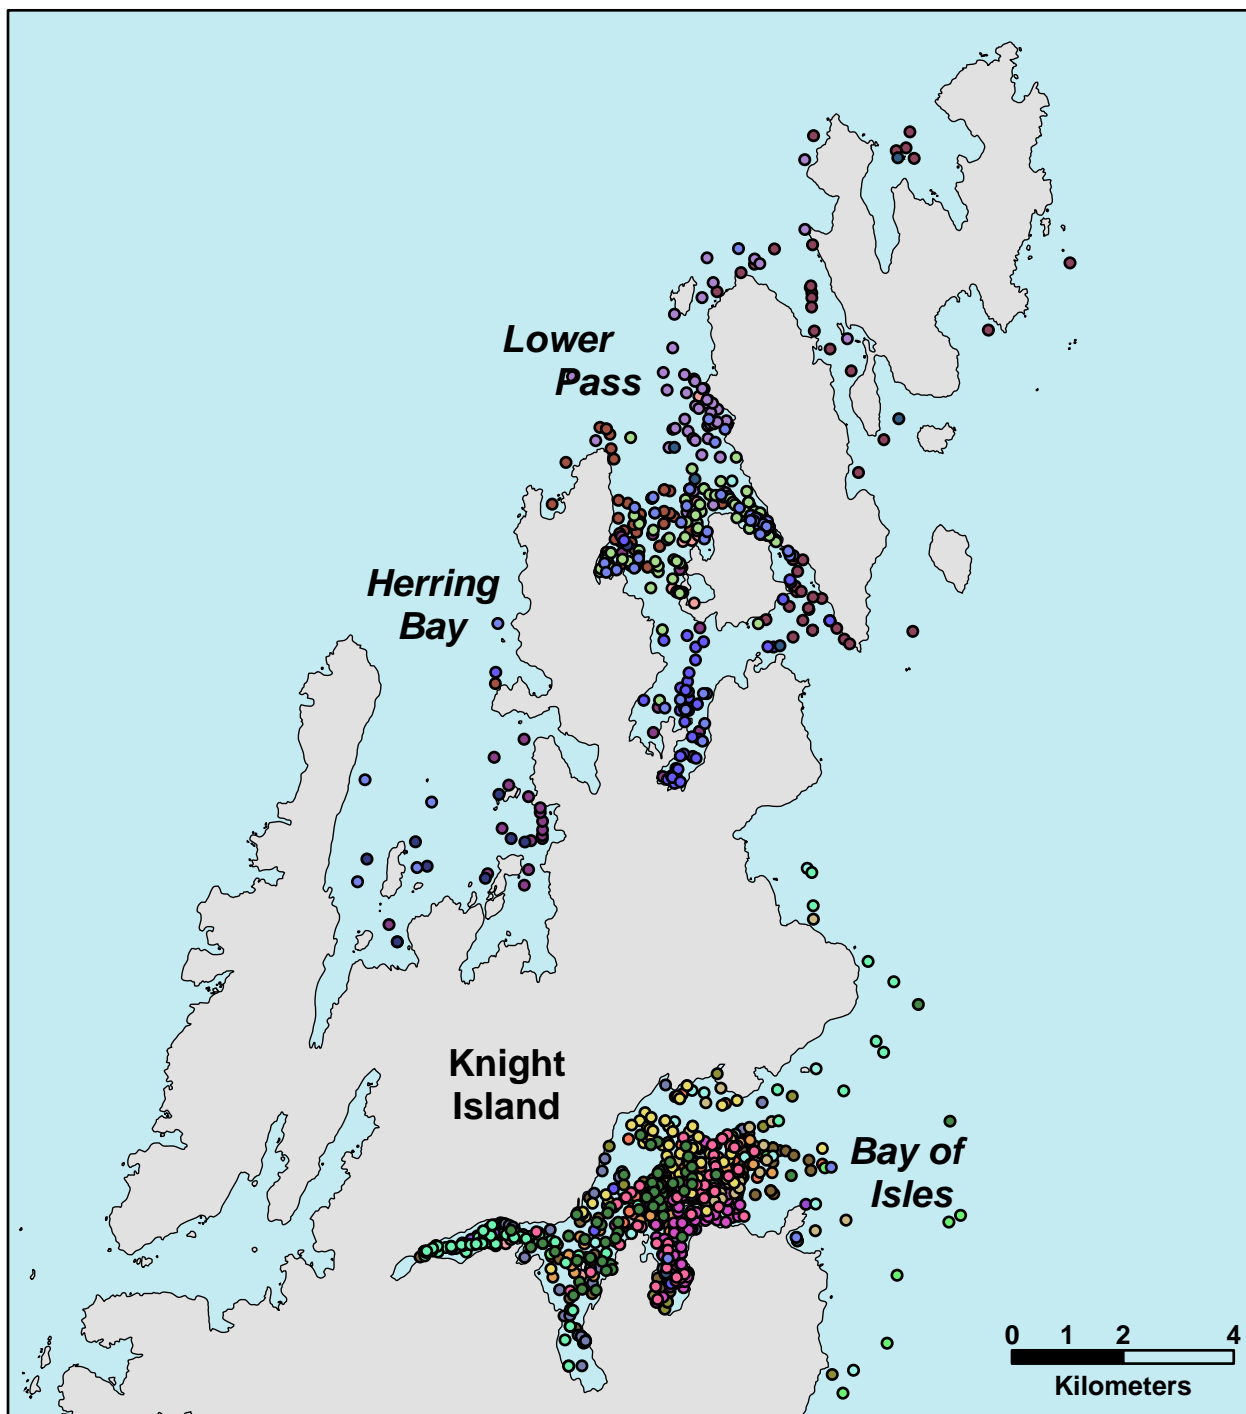 Lower
Pass
Herring
Bay
Knight
Island
Bay of
Isles
0 1 2 4
Kilometers